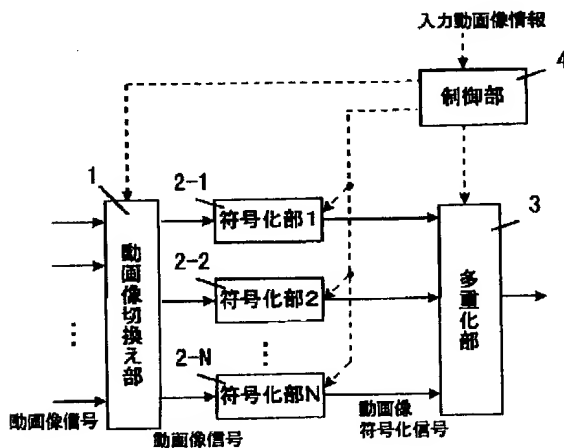 入力動画像情報
4
制御部
1
2-1
符号化部1
3
動画像切換え部
2-2
符号化部2
多重化部
2-N
符号化部N
動画像信号
動画像信号
動画像
符号化信号